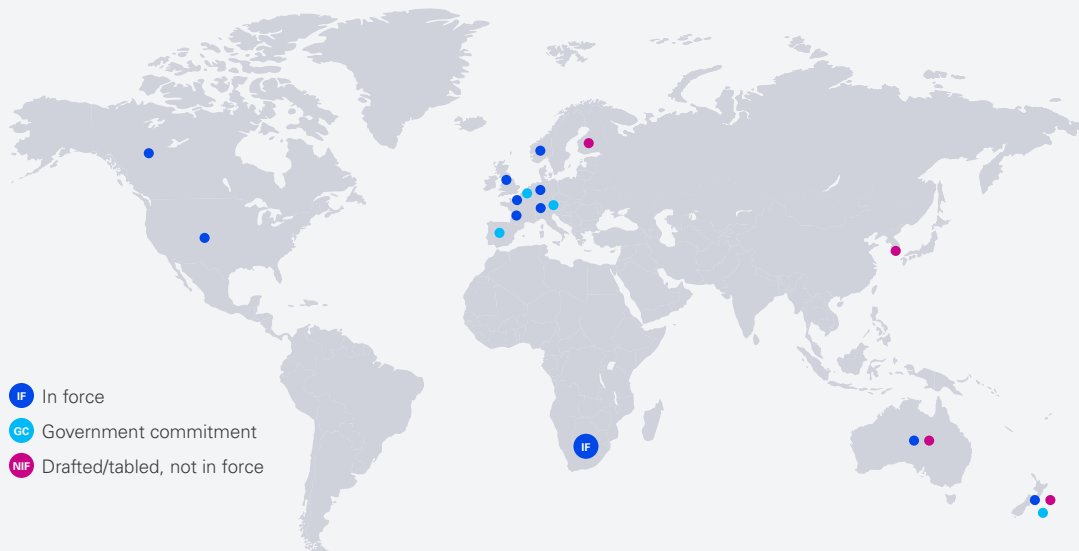 IF
IF In force
GC Government commitment
NIF Drafted/tabled, not in force